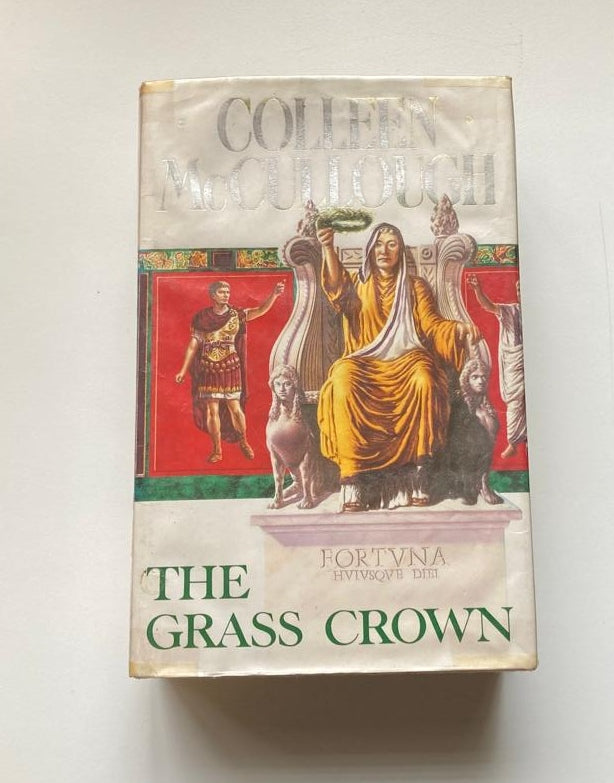 COLLEEN
McCULLOUGH
FORTVNA
HVIVSQVE DIEI
THE
GRASS CROWN